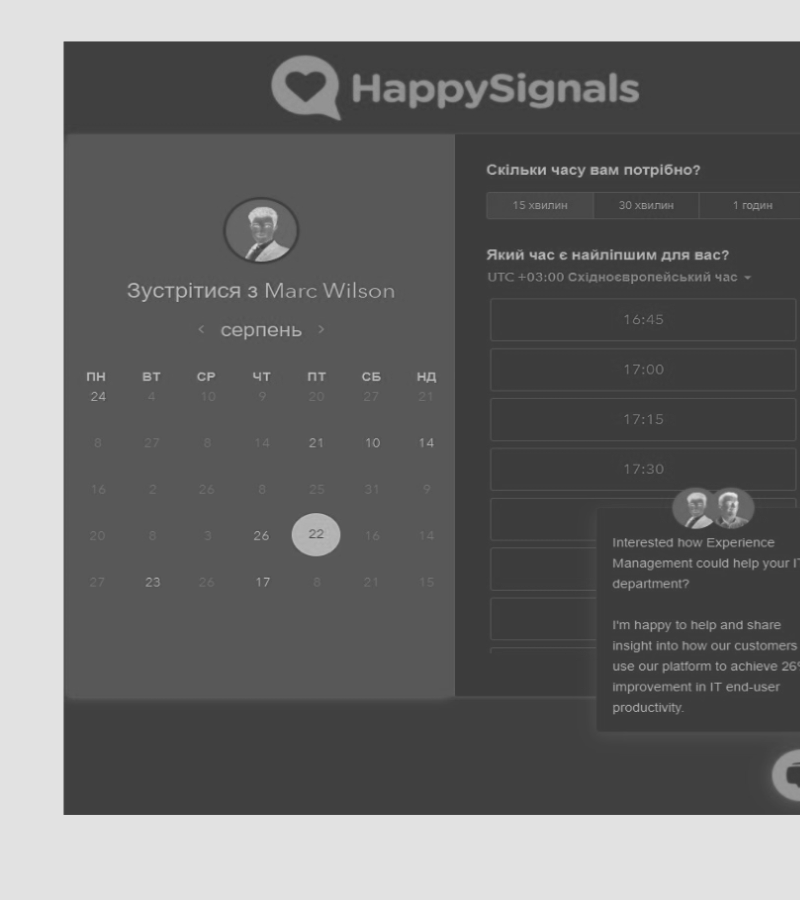 HappySignals
Зустрітися з Marc Wilson
серпень
ПН ВТ СР ЧТ ПТ СБ НД
24 4 10 9 20 27 21
8 27 8 14 21 10 14
16 2 26 8 25 31 9
20 8 3 26 22 16 14
27 23 26 17 8 21 15
Скільки часу вам потрібно?
15 хвилин 30 хвилин 1 годин
Який час є найліпшим для вас?
UTC +03:00 Східноєвропейський час
16:45
17:00
17:15
17:30
Interested how Experience
Management could help your IT
department?
I'm happy to help and share
insight into how our customers
use our platform to achieve 26%
improvement in IT end-user
productivity.